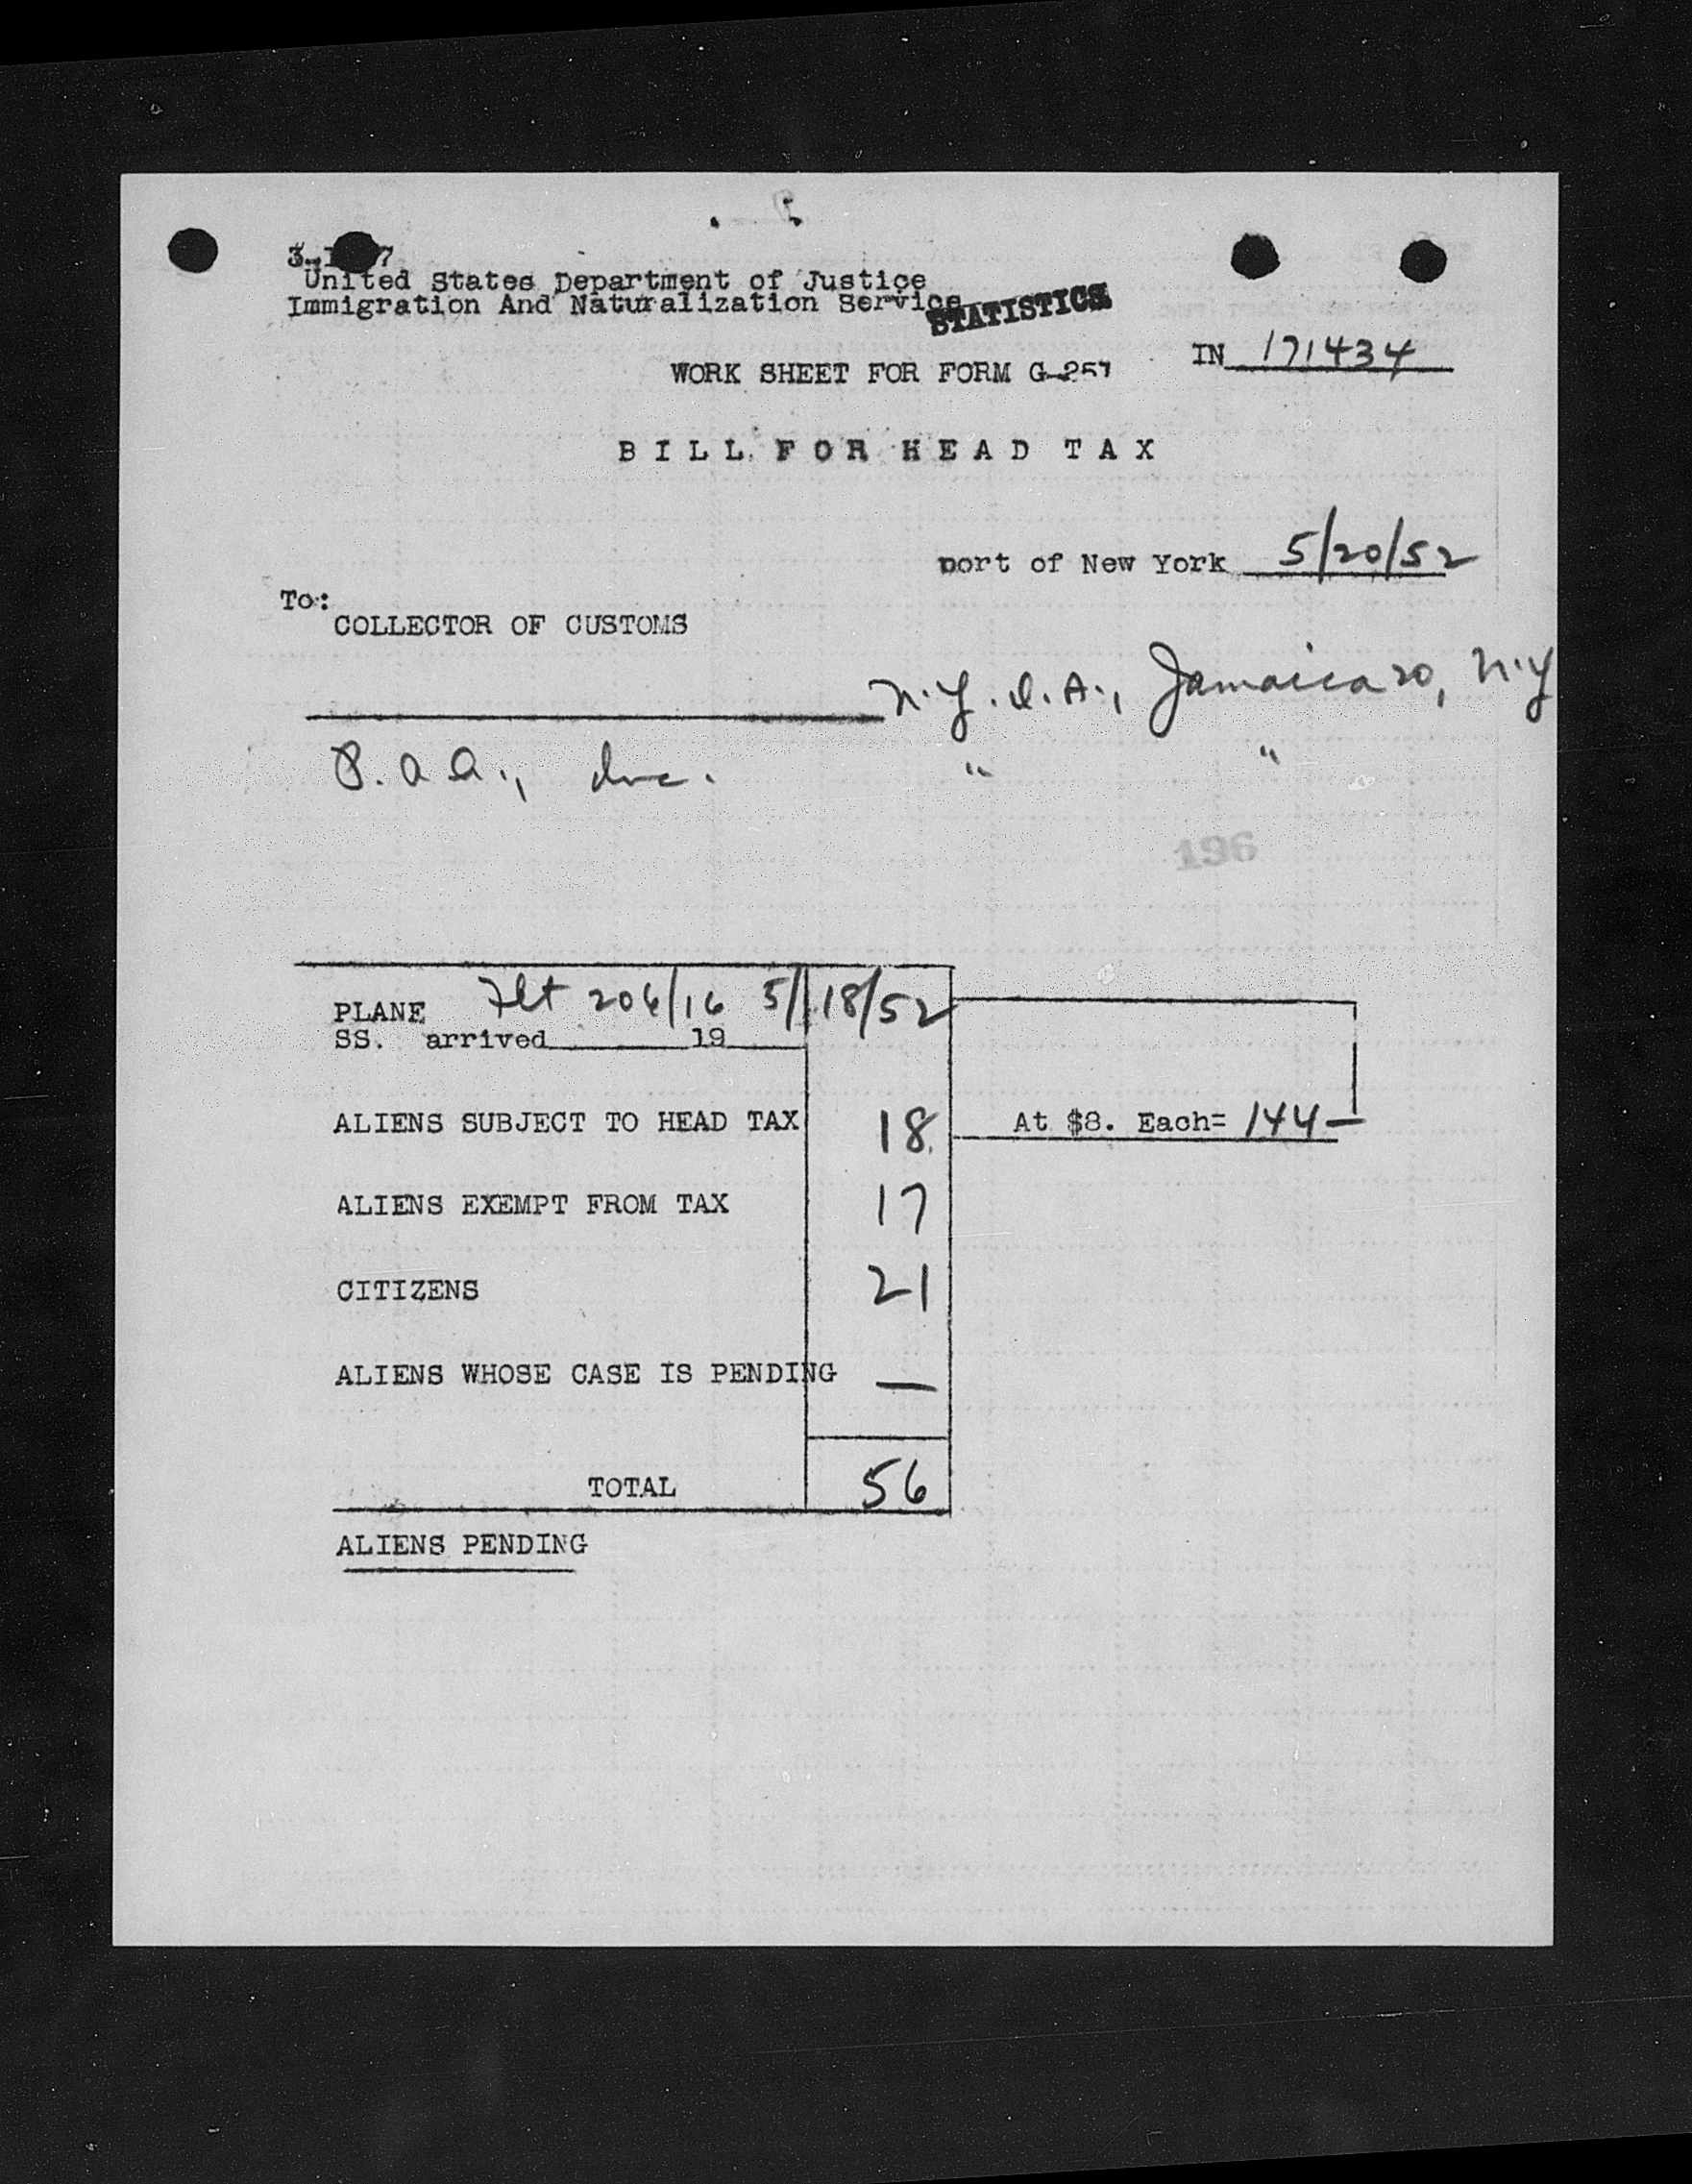 United States Department of Justice
Immigration And Naturalization Service
STATISTICS
IN 171434
WORK SHEET FOR FORM G-257
BILL FOR HEAD TAX
port of New York 5/20/52
To:
COLLECTOR OF CUSTOMS
N.Y.I.A., Jamaica 20, N.Y
P.A.A., Inc. " "
196
PLANE Flt 206/16 5/18/52
SS. arrived 19
ALIENS SUBJECT TO HEAD TAX 18 At $8. Each= 144-
ALIENS EXEMPT FROM TAX 17
CITIZENS 21
ALIENS WHOSE CASE IS PENDING —
TOTAL 56
ALIENS PENDING